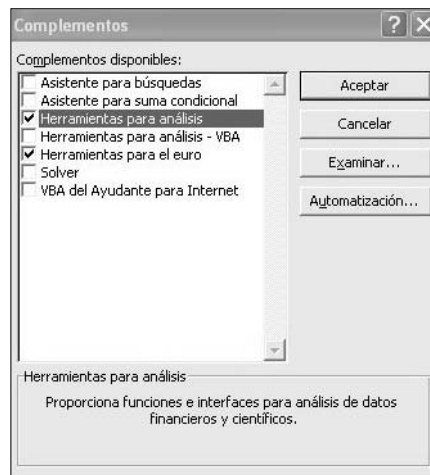 Complementos
Complementos disponibles:
Asistente para búsquedas
Asistente para suma condicional
Herramientas para análisis
Herramientas para análisis - VBA
Herramientas para el euro
Solver
VBA del Ayudante para Internet
Aceptar
Cancelar
Examinar...
Automatización...
Herramientas para análisis
Proporciona funciones e interfaces para análisis de datos
financieros y científicos.